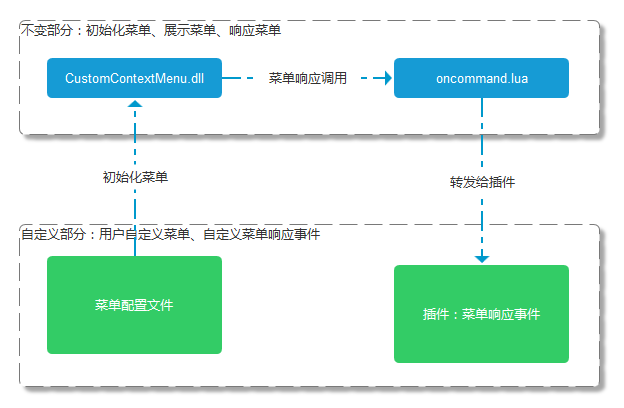 不变部分：初始化菜单、展示菜单、响应菜单
CustomContextMenu.dll
菜单响应调用
oncommand.lua
初始化菜单
转发给插件
自定义部分：用户自定义菜单、自定义菜单响应事件
菜单配置文件
插件：菜单响应事件